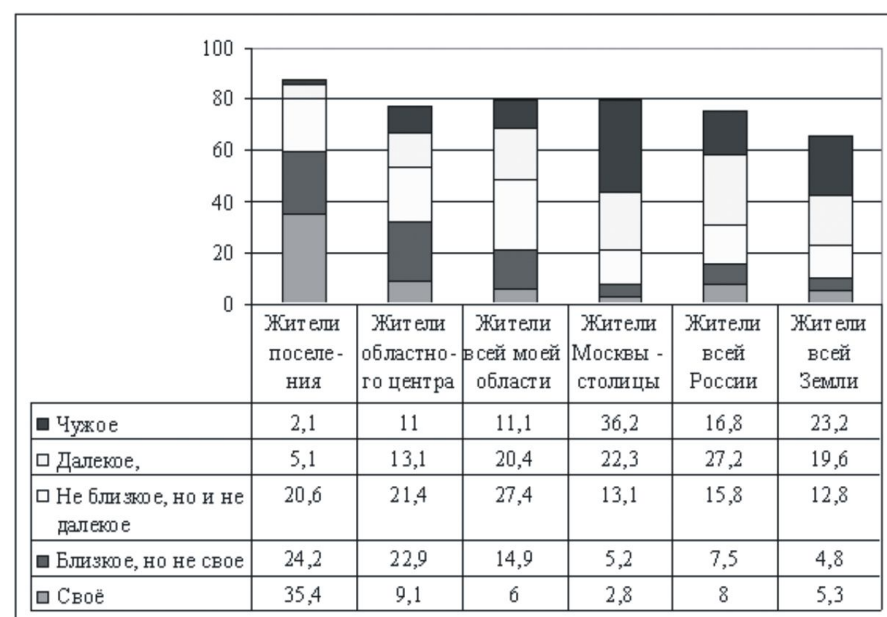 100
80
60
40
20
0
Жители поселе- ния
Жители областно- го центра
Жители всей моей области
Жители Москвы - столицы
Жители всей России
Жители всей Земли
Чужое 2,1 11 11,1 36,2 16,8 23,2
Далекое, 5,1 13,1 20,4 22,3 27,2 19,6
Не близкое, но и не 20,6 21,4 27,4 13,1 15,8 12,8
далекое
Близкое, но не свое 24,2 22,9 14,9 5,2 7,5 4,8
Своё 35,4 9,1 6 2,8 8 5,3